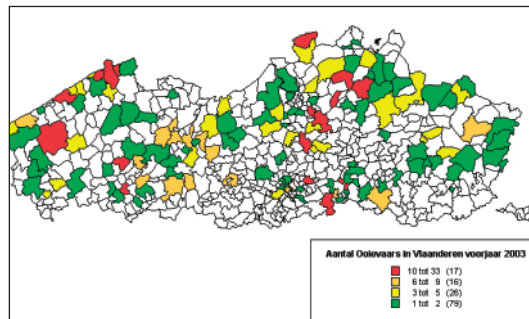 Aantal Ooievaars in Vlaanderen voorjaar 2003
10 tot 33 (17)
6 tot 9 (16)
3 tot 5 (26)
1 tot 2 (79)